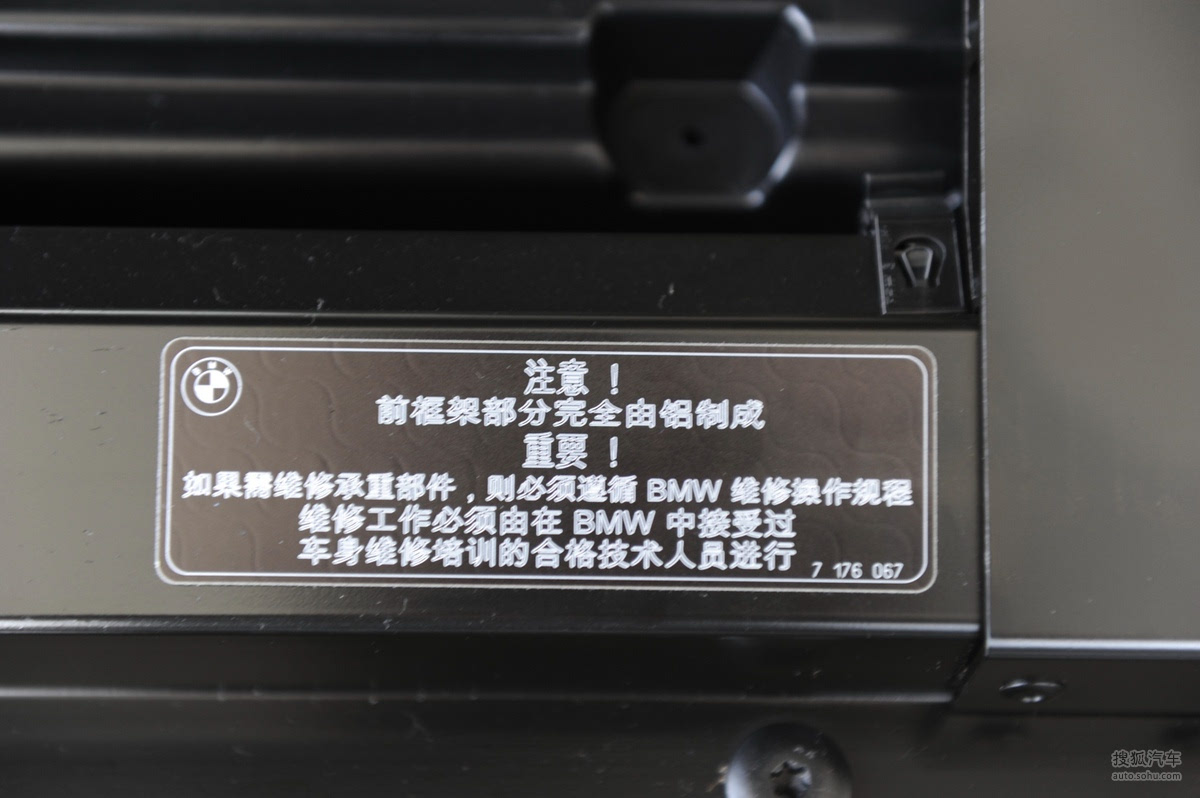 BMW
注意！
前框架部分完全由铝制成
重要！
如果需维修承重部件，则必须遵循 BMW 维修操作规程
维修工作必须由在 BMW 中接受过
车身维修培训的合格技术人员进行
7 176 067
搜狐汽车
auto.sohu.com